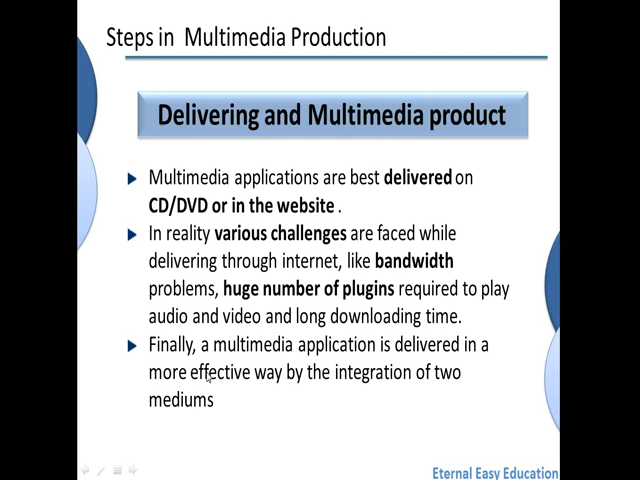 Steps in Multimedia Production
Delivering and Multimedia product
Multimedia applications are best delivered on
CD/DVD or in the website .
In reality various challenges are faced while
delivering through internet, like bandwidth
problems, huge number of plugins required to play
audio and video and long downloading time.
Finally, a multimedia application is delivered in a
more effective way by the integration of two
mediums
Eternal Easy Education